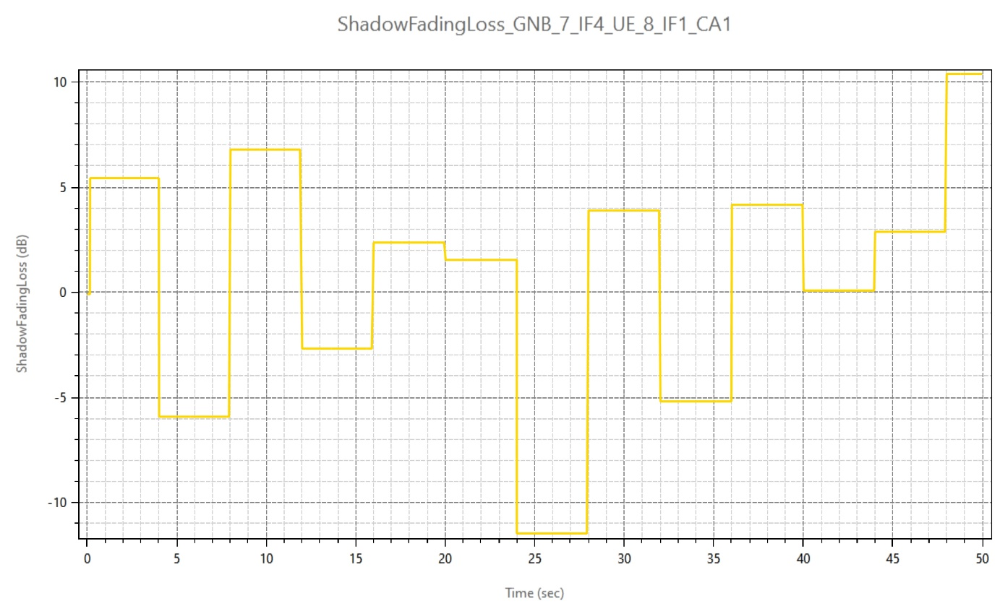 ShadowFadingLoss_GNB_7_IF4_UE_8_IF1_CA1
10
5
0
-5
-10
ShadowFadingLoss (dB)
0 5 10 15 20 25 30 35 40 45 50
Time (sec)